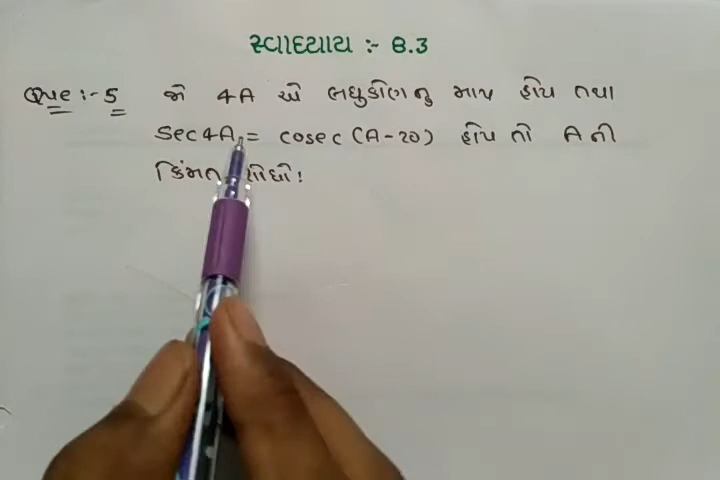 સ્વાધ્યાય :- 8.3
Que :- 5 જો 4A એ લઘુકોણનુ માપ હોય તથા
Sec4A = cosec (A-20) હોય તો A ની
કિંમત શોધો!